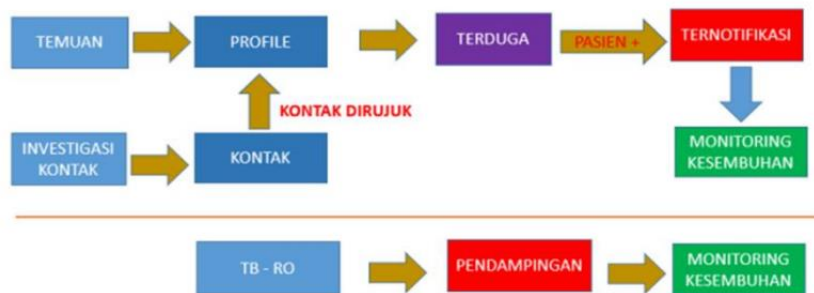 TEMUAN
PROFILE
TERDUGA
PASIEN +
TERNOTIFIKASI
KONTAK DIRUJUK
INVESTIGASI
KONTAK
KONTAK
MONITORING
KESEMBUHAN
TB - RO
PENDAMPINGAN
MONITORING
KESEMBUHAN